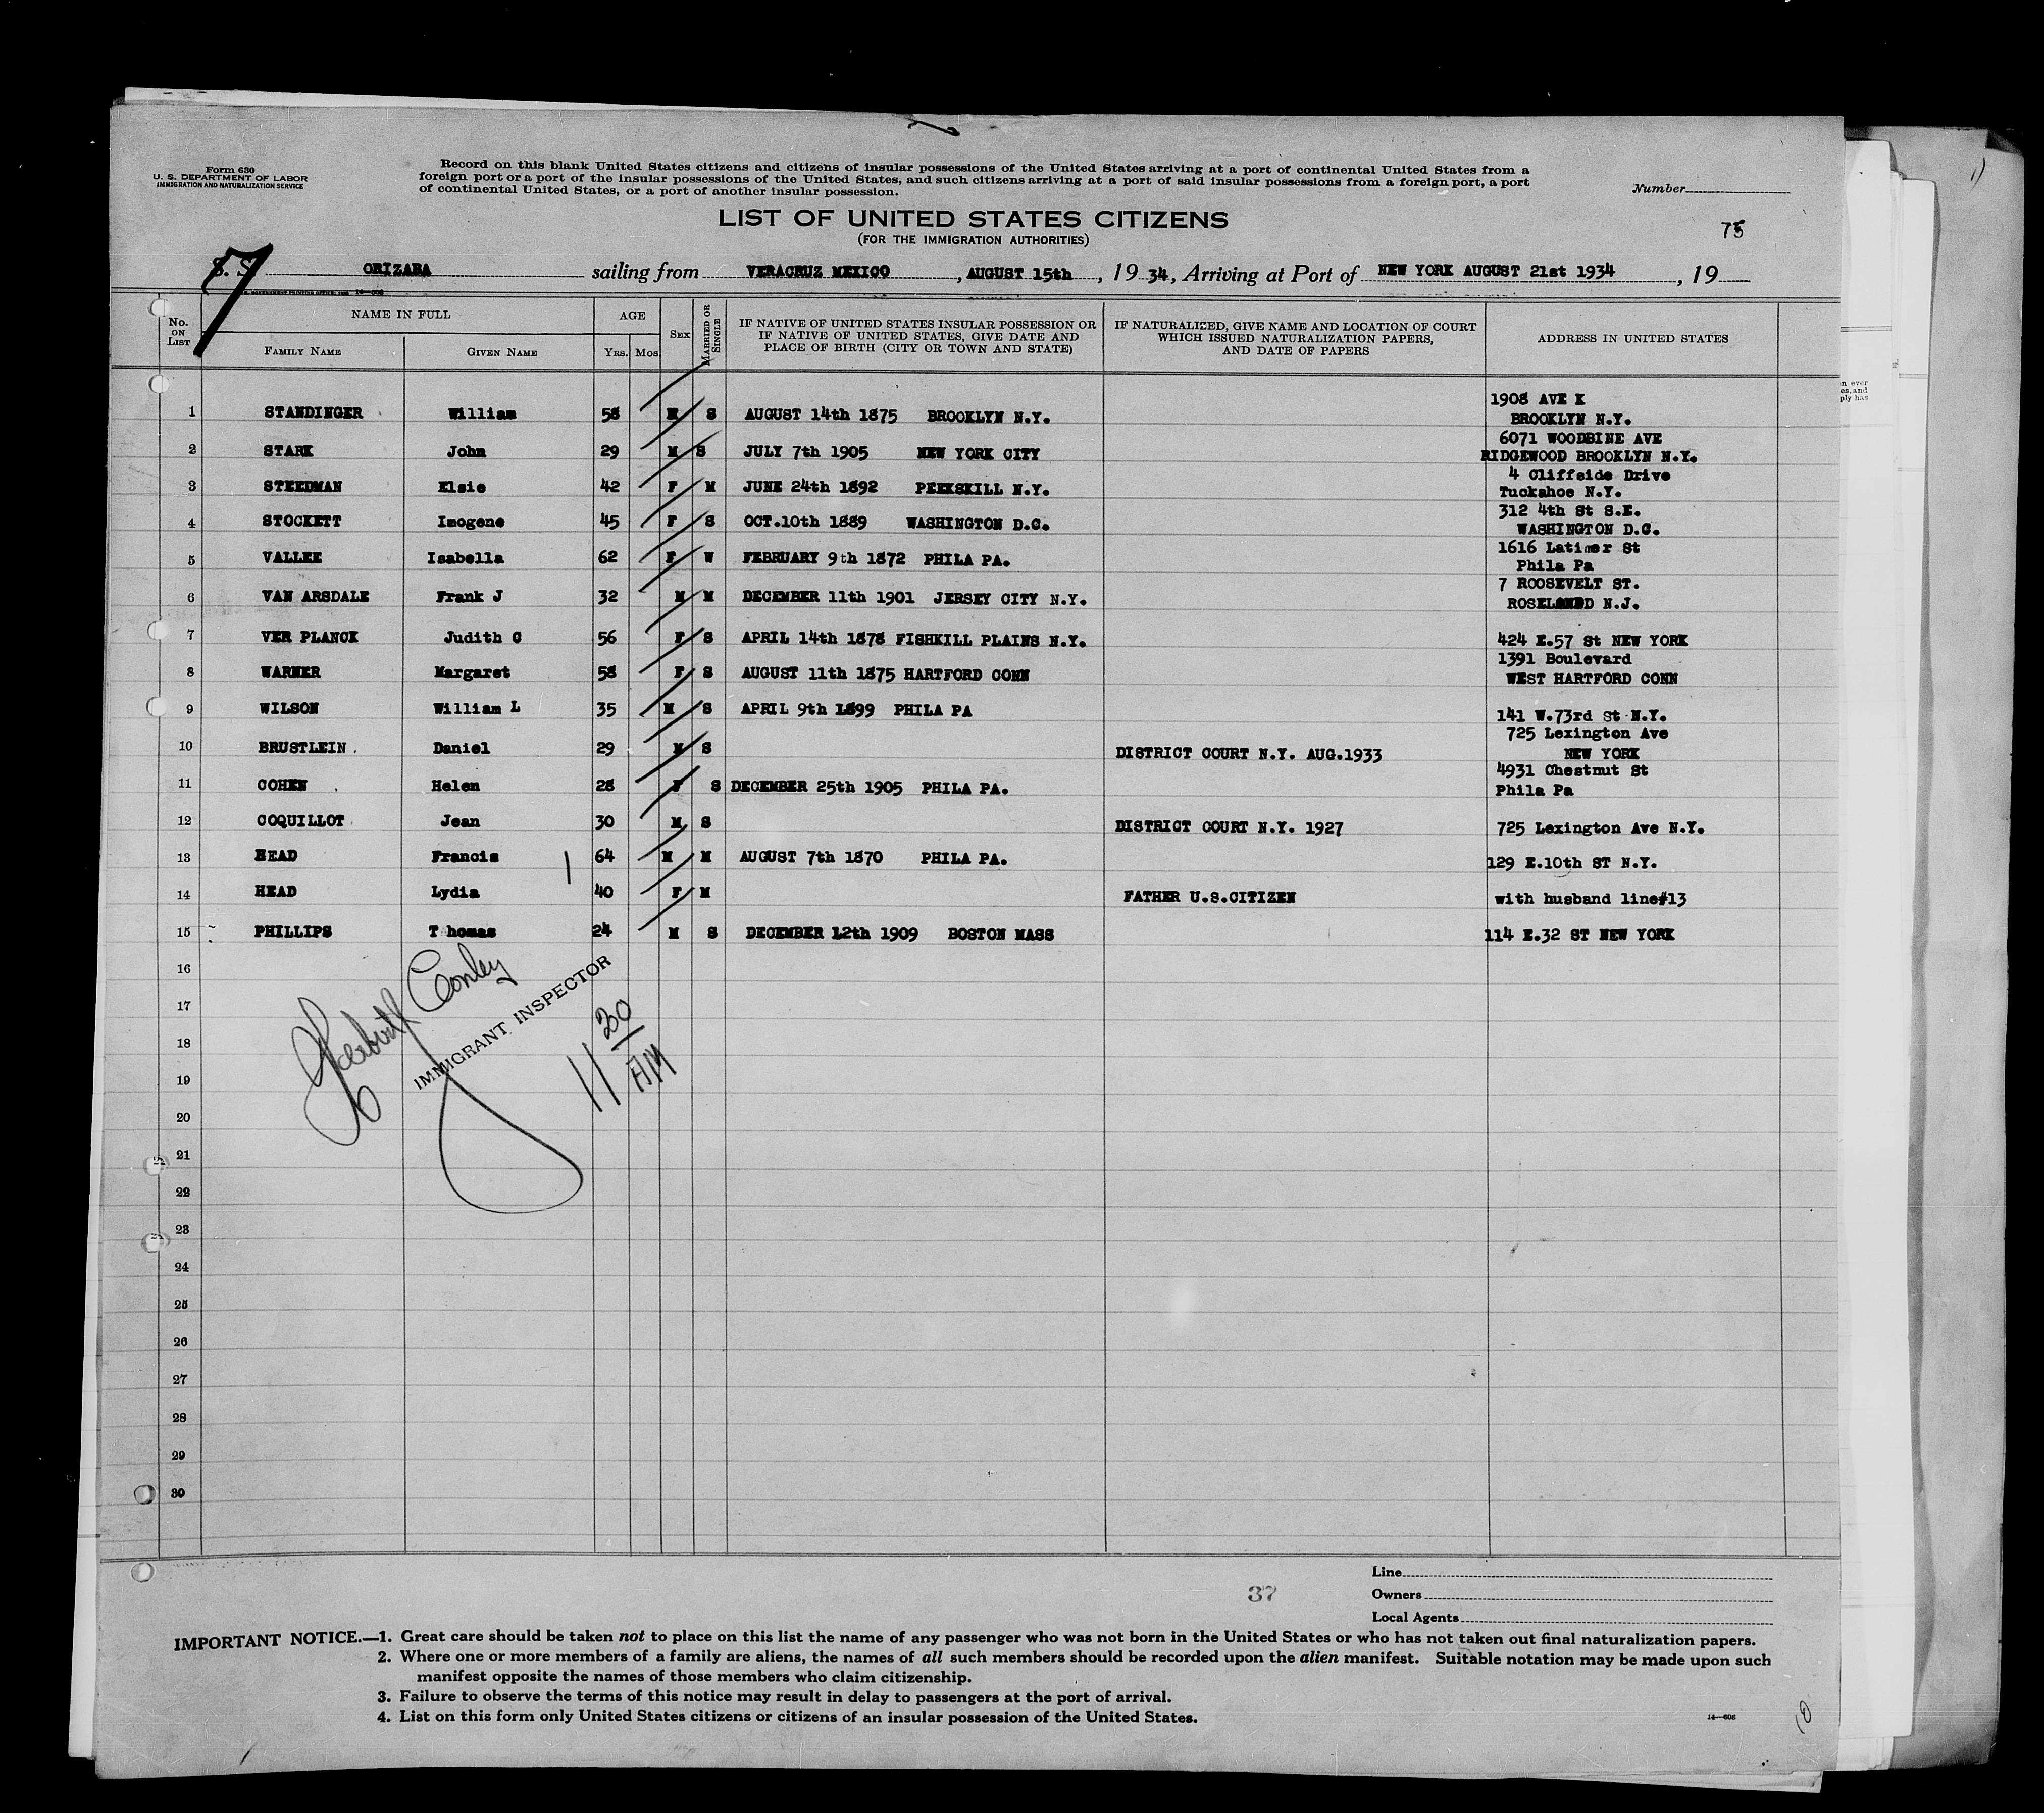 Form 630
U. S. DEPARTMENT OF LABOR
IMMIGRATION AND NATURALIZATION SERVICE
Record on this blank United States citizens and citizens of insular possessions of the United States arriving at a port of continental United States from a
foreign port or a port of the insular possessions of the United States, and such citizens arriving at a port of said insular possessions from a foreign port, a port
of continental United States, or a port of another insular possession.
Number
LIST OF UNITED STATES CITIZENS
(FOR THE IMMIGRATION AUTHORITIES)
75
7
S. S. ORIZABA sailing from VERACRUZ MEXICO, AUGUST 15th, 19 34, Arriving at Port of NEW YORK AUGUST 21st 1934, 19
No. ON LIST
NAME IN FULL
FAMILY NAME GIVEN NAME
AGE
YRS. MOS.
SEX
MARRIED OR SINGLE
IF NATIVE OF UNITED STATES INSULAR POSSESSION OR
IF NATIVE OF UNITED STATES, GIVE DATE AND
PLACE OF BIRTH (CITY OR TOWN AND STATE)
IF NATURALIZED, GIVE NAME AND LOCATION OF COURT
WHICH ISSUED NATURALIZATION PAPERS,
AND DATE OF PAPERS
ADDRESS IN UNITED STATES
1 STANDINGER William 58 M S AUGUST 14th 1875 BROOKLYN N.Y. 1908 AVE K
BROOKLYN N.Y.
2 STARK John 29 M S JULY 7th 1905 NEW YORK CITY 6071 WOODBINE AVE
RIDGEWOOD BROOKLYN N.Y.
3 STEEDMAN Elsie 42 F M JUNE 24th 1892 PEEKSKILL N.Y. 4 Cliffside Drive
Tuckahoe N.Y.
4 STOCKETT Imogene 45 F S OCT.10th 1889 WASHINGTON D.C. 312 4th St S.E.
WASHINGTON D.C.
5 VALLEE Isabella 62 F W FEBRUARY 9th 1872 PHILA PA. 1616 Latimer St
Phila Pa
6 VAN ARSDALE Frank J 32 M M DECEMBER 11th 1901 JERSEY CITY N.Y. 7 ROOSEVELT ST.
ROSELAND N.J.
7 VER PLANCK Judith C 56 F S APRIL 14th 1878 FISHKILL PLAINS N.Y. 424 E.57 St NEW YORK
8 WARNER Margaret 58 F S AUGUST 11th 1875 HARTFORD CONN 1391 Boulevard
WEST HARTFORD CONN
9 WILSON William L 35 M S APRIL 9th 1899 PHILA PA 141 W.73rd St N.Y.
10 BRUSTLEIN Daniel 29 M S DISTRICT COURT N.Y. AUG.1933 725 Lexington Ave
NEW YORK
11 COHEN Helen 28 F S DECEMBER 25th 1905 PHILA PA. 4931 Chestnut St
Phila Pa
12 COQUILLOT Jean 30 M S DISTRICT COURT N.Y. 1927 725 Lexington Ave N.Y.
13 HEAD Francis 64 M M AUGUST 7th 1870 PHILA PA. 129 E.10th ST N.Y.
14 HEAD Lydia 40 F M FATHER U.S.CITIZEN with husband line#13
15 PHILLIPS T homas 24 M S DECEMBER 12th 1909 BOSTON MASS 114 E.32 ST NEW YORK
16
17
18
19
20
21
22
23
24
25
26
27
28
29
30
Conley
IMMIGRANT INSPECTOR
11 30 AM
37
Line
Owners
Local Agents
IMPORTANT NOTICE.—1. Great care should be taken not to place on this list the name of any passenger who was not born in the United States or who has not taken out final naturalization papers.
2. Where one or more members of a family are aliens, the names of all such members should be recorded upon the alien manifest. Suitable notation may be made upon such
manifest opposite the names of those members who claim citizenship.
3. Failure to observe the terms of this notice may result in delay to passengers at the port of arrival.
4. List on this form only United States citizens or citizens of an insular possession of the United States.
14—608
10